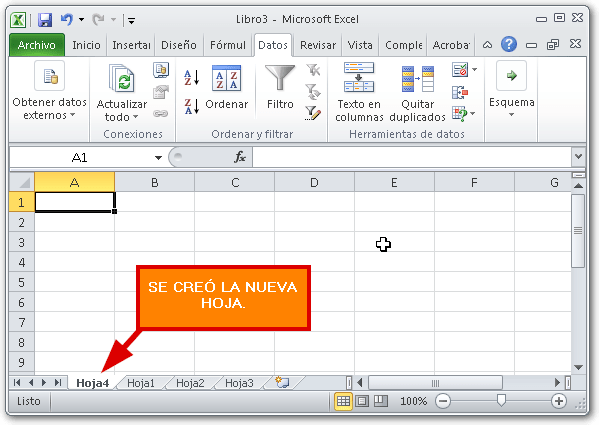 Libro3 - Microsoft Excel
Archivo Inicio Insertar Diseño Fórmul Datos Revisar Vista Comple Acroba
Obtener datos externos
Actualizar todo
Conexiones
Ordenar
Filtro
Ordenar y filtrar
Texto en columnas
Quitar duplicados
Herramientas de datos
Esquema
A1 fx
A B C D E F G
1
2
3
4
5
6
7
8
9
SE CREÓ LA NUEVA
HOJA.
Hoja4 Hoja1 Hoja2 Hoja3
Listo 100%